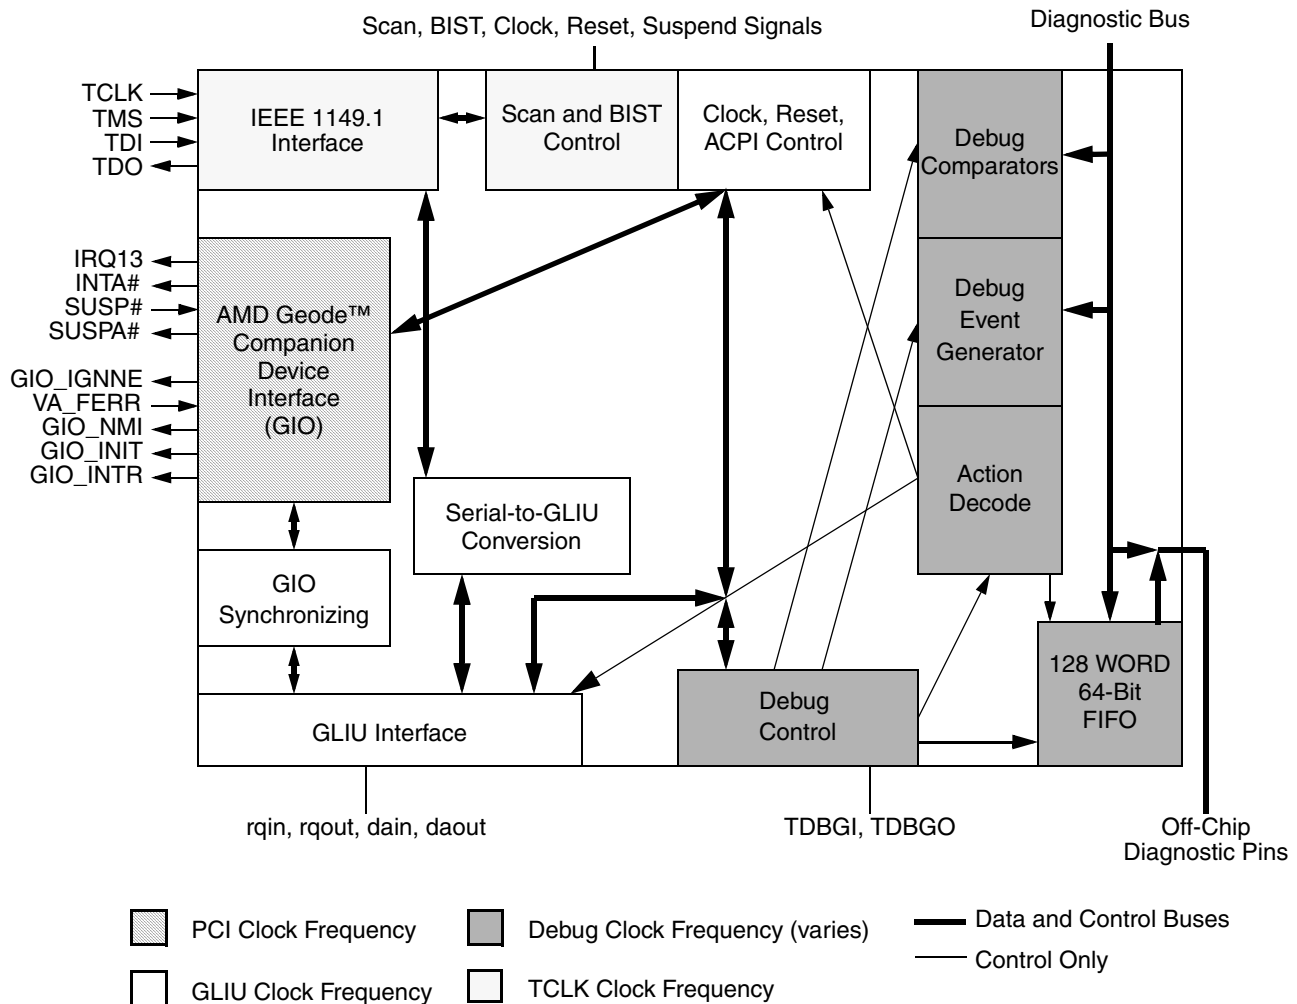 Scan, BIST, Clock, Reset, Suspend Signals
Diagnostic Bus
TCLK
TMS
TDI
TDO
IEEE 1149.1
Interface
Scan and BIST
Control
Clock, Reset,
ACPI Control
Debug
Comparators
IRQ13
INTA#
SUSP#
SUSPA#
GIO_IGNNE
VA_FERR
GIO_NMI
GIO_INIT
GIO_INTR
AMD Geode™
Companion
Device
Interface
(GIO)
Debug
Event
Generator
Action
Decode
Serial-to-GLIU
Conversion
GIO
Synchronizing
GLIU Interface
Debug
Control
128 WORD
64-Bit
FIFO
rqin, rqout, dain, daout
TDBGI, TDBGO
Off-Chip
Diagnostic Pins
PCI Clock Frequency
Debug Clock Frequency (varies)
Data and Control Buses
Control Only
GLIU Clock Frequency
TCLK Clock Frequency